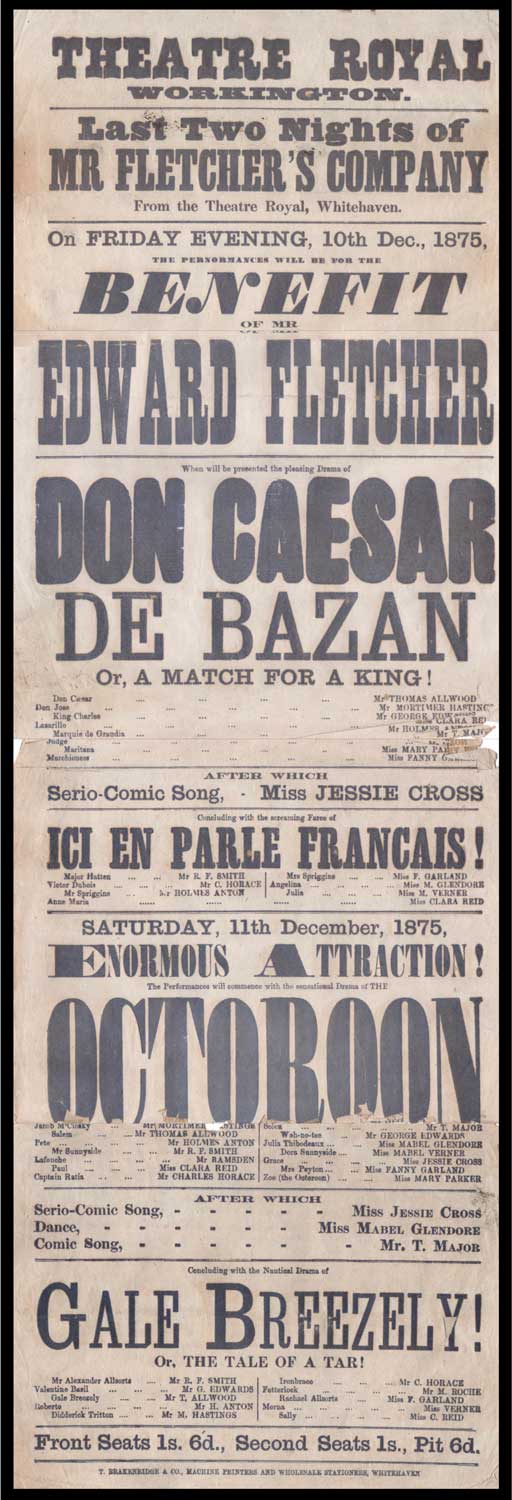 THEATRE ROYAL
WORKINGTON.
Last Two Nights of
MR FLETCHER'S COMPANY
From the Theatre Royal, Whitehaven.
On FRIDAY EVENING, 10th Dec., 1875,
THE PERNORMANCES WILL BE FOR THE
BENEFIT
OF MR
EDWARD FLETCHER
When will be presented the pleasing Drama of
DON CAESAR
DE BAZAN
Or, A MATCH FOR A KING!
Don Cæsar ... ... ... ... Mr THOMAS ALLWOOD
Don Jose ... ... ... ... Mr MORTIMER HASTING
King Charles ... ... ... ... Mr GEORGE
Lazarillo ... ... ... ... CLARA
Marquis de Grandia ... ... ... ... Mr HOLMES
Judge ... ... ... ... Mr T.
Maritana ... ... ... ... Miss MARY
Marchioness ... ... ... ... Miss FANNY
AFTER WHICH
Serio-Comic Song, - Miss JESSIE CROSS
Concluding with the screaming Farce of
ICI EN PARLE FRANCAIS!
Major Hatten ... ... Mr R. F. SMITH Mrs Spriggins ... ... Miss F. GARLAND
Victor Dubois ... ... ... Mr C. HORACE Angelina ... ... ... ... Miss M. GLENDORE
Mr Spriggins ... ... Mr HOLMES ANTON Julia ... ... ... Miss M. VERNER
Anne Maria ... ... ... ... Miss CLARA REID
SATURDAY, 11th December, 1875,
ENORMOUS ATTRACTION!
The Performances will commence with the sensational Drama of THE
OCTOROON
Jacob M'Closky ... Mr MORTIMER Solon ... ... ... Mr T. MAJOR
Salem ... Mr THOMAS ALLWOOD Wah-no-tee ... Mr GEORGE EDWARDS
Pete ... ... ... Mr HOLMES ANTON Julia Thibodeaux ... Miss MABEL GLENDORE
Mr Sunnyside ... Mr R. F. SMITH Dora Sunnyside ... Miss MABEL VERNER
Lafouche ... ... ... Mr RAMSDEN Grace ... ... Miss JESSIE CROSS
Paul ... ... Miss CLARA REID Mrs Peyton ... Miss FANNY GARLAND
Captain Ratis ... ... Mr CHARLES HORACE Zoe (the Octoroon) ... ... Miss MARY PARKER
AFTER WHICH
Serio-Comic Song, - - - - - Miss JESSIE CROSS
Dance, - - - - - - Miss MABEL GLENDORE
Comic Song, - - - - - - Mr. T. MAJOR
Concluding with the Nautical Drama of
GALE BREEZELY!
Or, THE TALE OF A TAR!
Mr Alexander Allsorts ... Mr R. F. SMITH Ironbrace ... ... ... Mr C. HORACE
Valentine Basil ... ... ... Mr G. EDWARDS Fetterlock ... ... ... ... Mr M. ROCHE
Gale Breezely ... ... Mr T. ALLWOOD Rachael Allsorts ... Miss F. GARLAND
Roberto ... ... ... ... Mr H. ANTON Morna ... ... ... ... Miss VERNER
Didderick Tritton ... ... Mr M. HASTINGS Sally ... ... ... ... Miss C. REID
Front Seats 1s. 6d., Second Seats 1s., Pit 6d.
T. BRAKENRIDGE & CO., MACHINE PRINTERS AND WHOLESALE STATIONERS, WHITEHAVEN